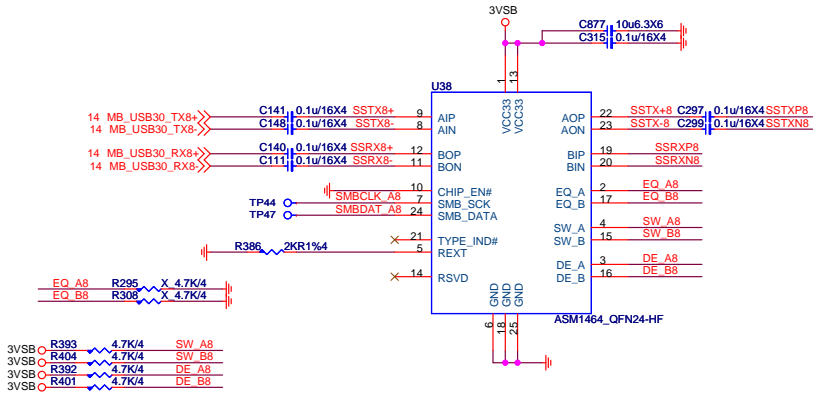 3VSB
C877 10u6.3X6
C315 0.1u/16X4
U38
1 13
VCC33 VCC33
14 MB_USB30_TX8+ C141 0.1u/16X4 SSTX8+ 9 AIP AOP 22 SSTX+8 C297 0.1u/16X4 SSTXP8
14 MB_USB30_TX8- C148 0.1u/16X4 SSTX8- 8 AIN AON 23 SSTX-8 C299 0.1u/16X4 SSTXN8
14 MB_USB30_RX8+ C140 0.1u/16X4 SSRX8+ 12 BOP BIP 19 SSRXP8
14 MB_USB30_RX8- C111 0.1u/16X4 SSRX8- 11 BON BIN 20 SSRXN8
10 CHIP_EN# EQ_A 2 EQ_A8
TP44 SMBCLK_A8 7 SMB_SCK EQ_B 17 EQ_B8
TP47 SMBDAT_A8 24 SMB_DATA
SW_A 4 SW_A8
21 TYPE_IND# SW_B 15 SW_B8
R386 2KR1%4 5 REXT
DE_A 3 DE_A8
14 RSVD DE_B 16 DE_B8
EQ_A8 R295 X_4.7K/4
EQ_B8 R308 X_4.7K/4
GND GND GND
6 18 25
ASM1464_QFN24-HF
3VSB R393 4.7K/4 SW_A8
3VSB R404 4.7K/4 SW_B8
3VSB R392 4.7K/4 DE_A8
3VSB R401 4.7K/4 DE_B8